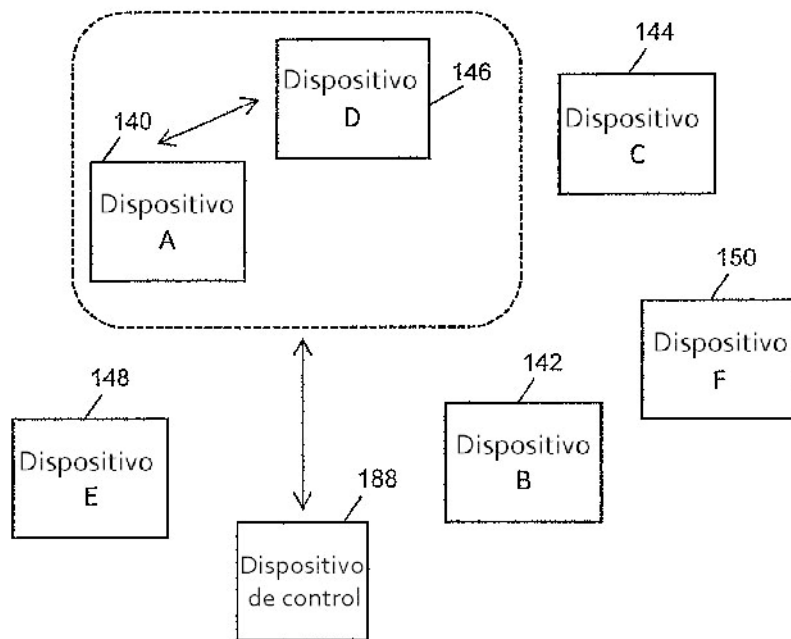 144
Dispositivo
D
146
Dispositivo
C
140
Dispositivo
A
150
Dispositivo
F
148
Dispositivo
E
142
Dispositivo
B
188
Dispositivo
de control